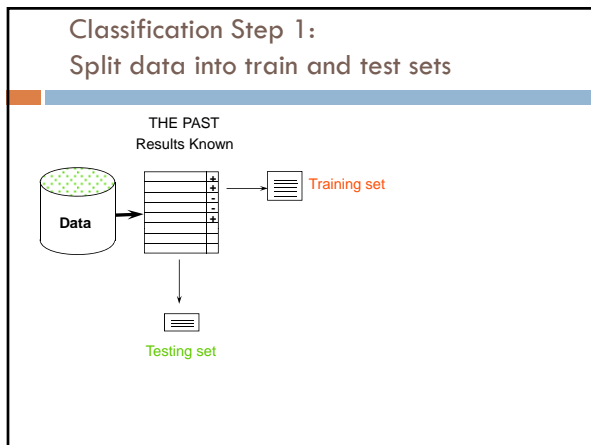 Classification Step 1:
Split data into train and test sets
THE PAST
Results Known
+
+
-
-
+
Data
Training set
Testing set